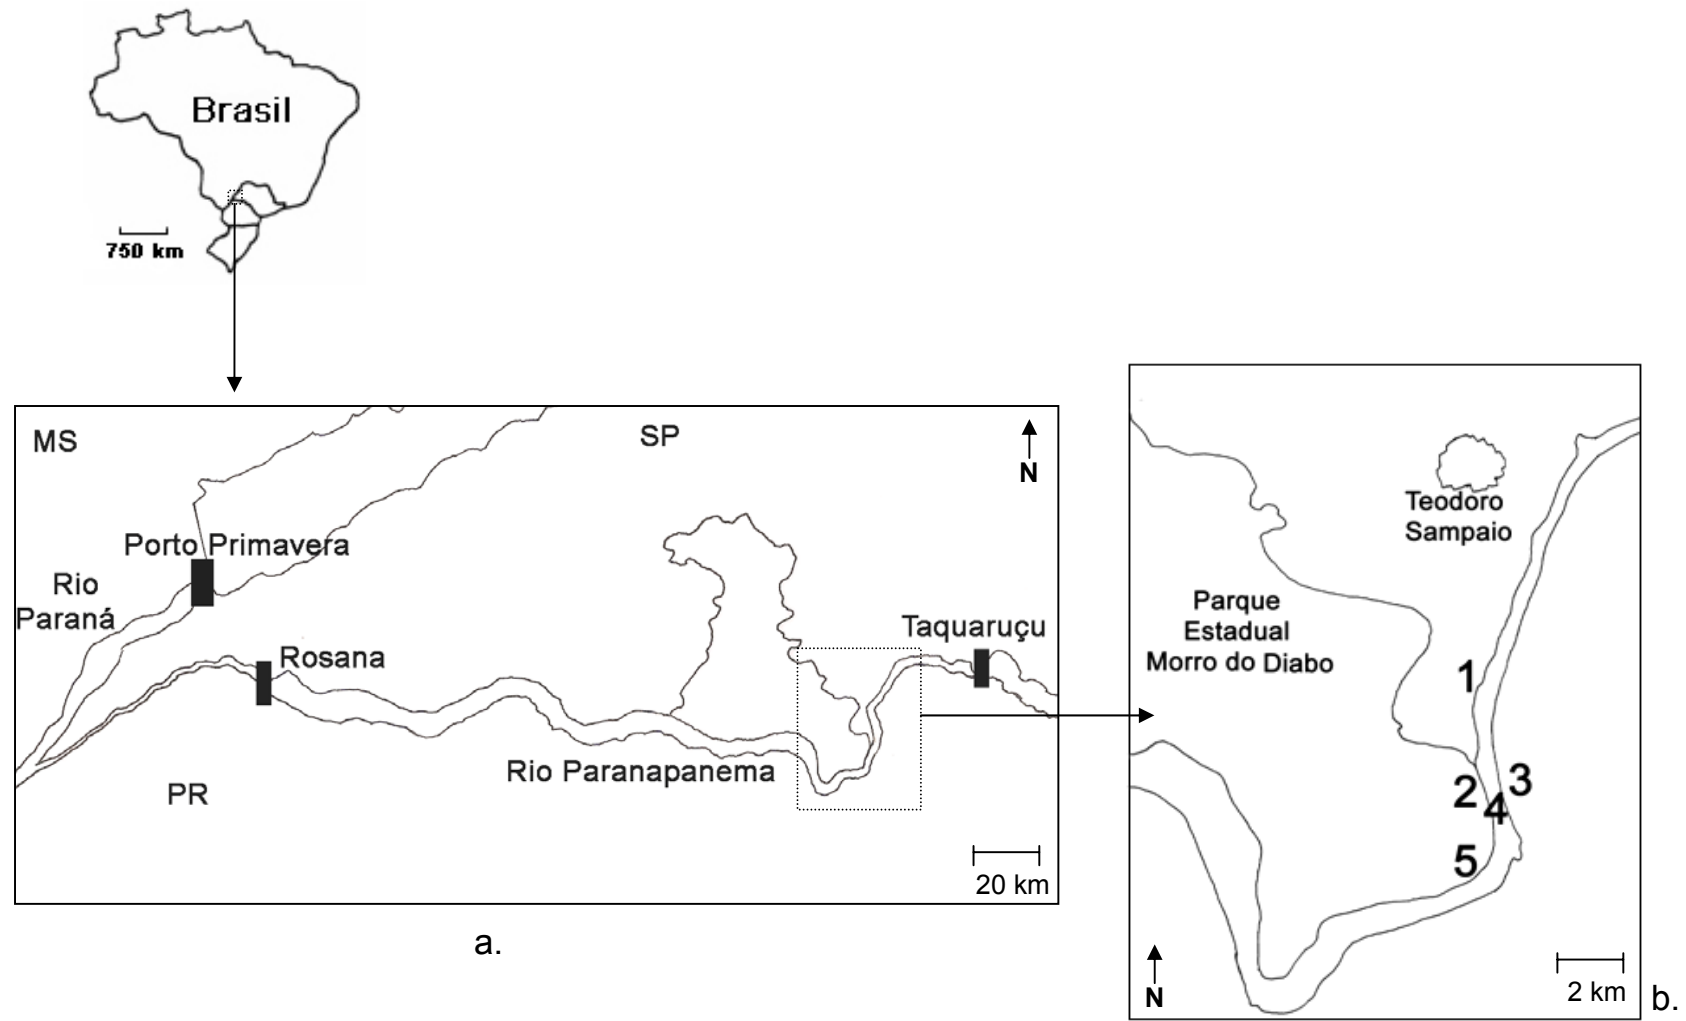 Brasil
750 km
MS
SP
N
Porto Primavera
Rio
Paraná
Rosana
Taquaruçu
Rio Paranapanema
PR
20 km
a.
Teodoro
Sampaio
Parque
Estadual
Morro do Diabo
1
2
3
4
5
N
2 km
b.